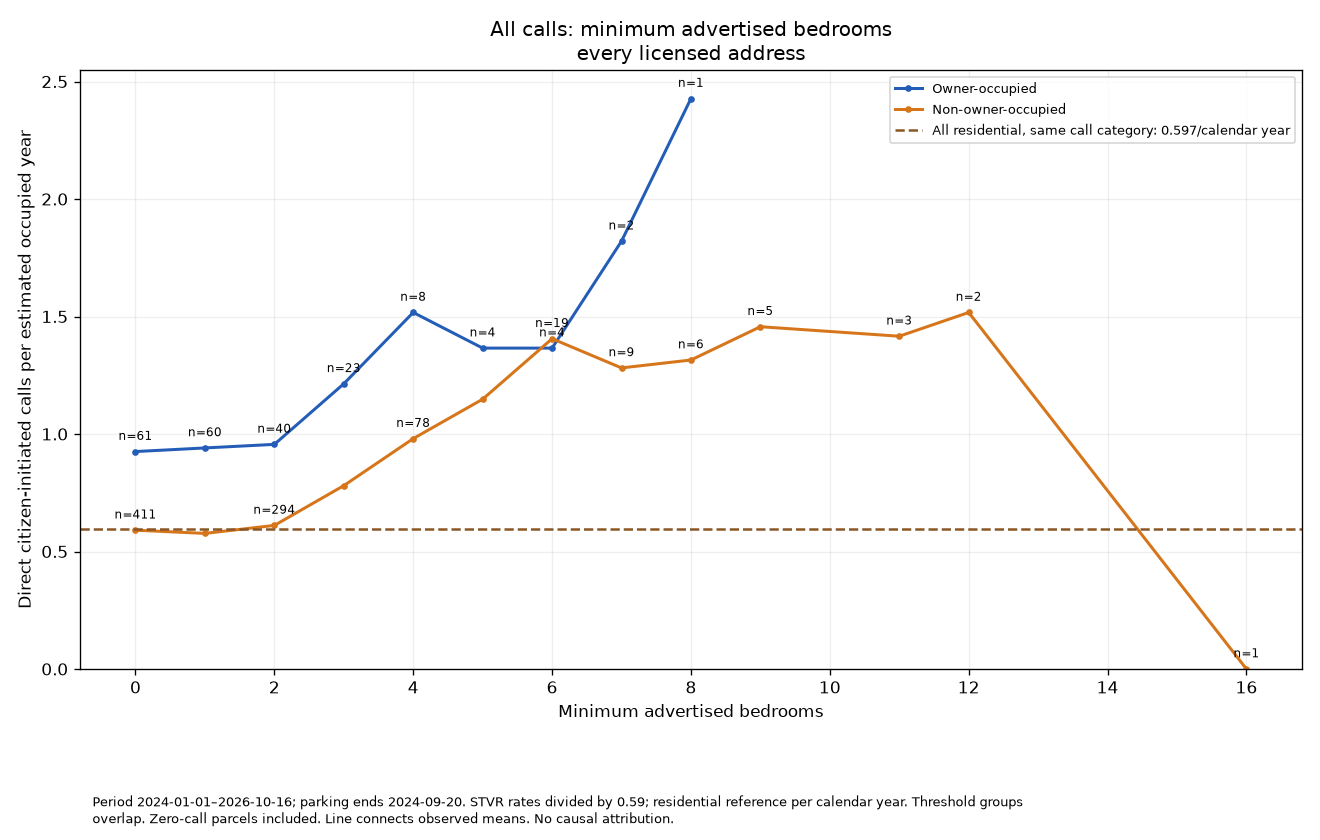 All calls: minimum advertised bedrooms
every licensed address
Direct citizen-initiated calls per estimated occupied year
2.5
2.0
1.5
1.0
0.5
0.0
Owner-occupied
Non-owner-occupied
All residential, same call category: 0.597/calendar year
n=1
n=2
n=8
n=19
n=4
n=4
n=23
n=61
n=60
n=40
n=411
n=294
n=78
n=9
n=6
n=5
n=3
n=2
n=1
0 2 4 6 8 10 12 14 16
Minimum advertised bedrooms
Period 2024-01-01–2026-10-16; parking ends 2024-09-20. STVR rates divided by 0.59; residential reference per calendar year. Threshold groups
overlap. Zero-call parcels included. Line connects observed means. No causal attribution.